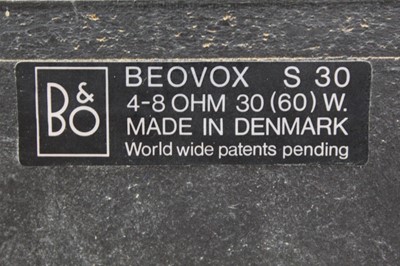 B&O
BEOVOX S 30
4-8 OHM 30 (60) W.
MADE IN DENMARK
World wide patents pending